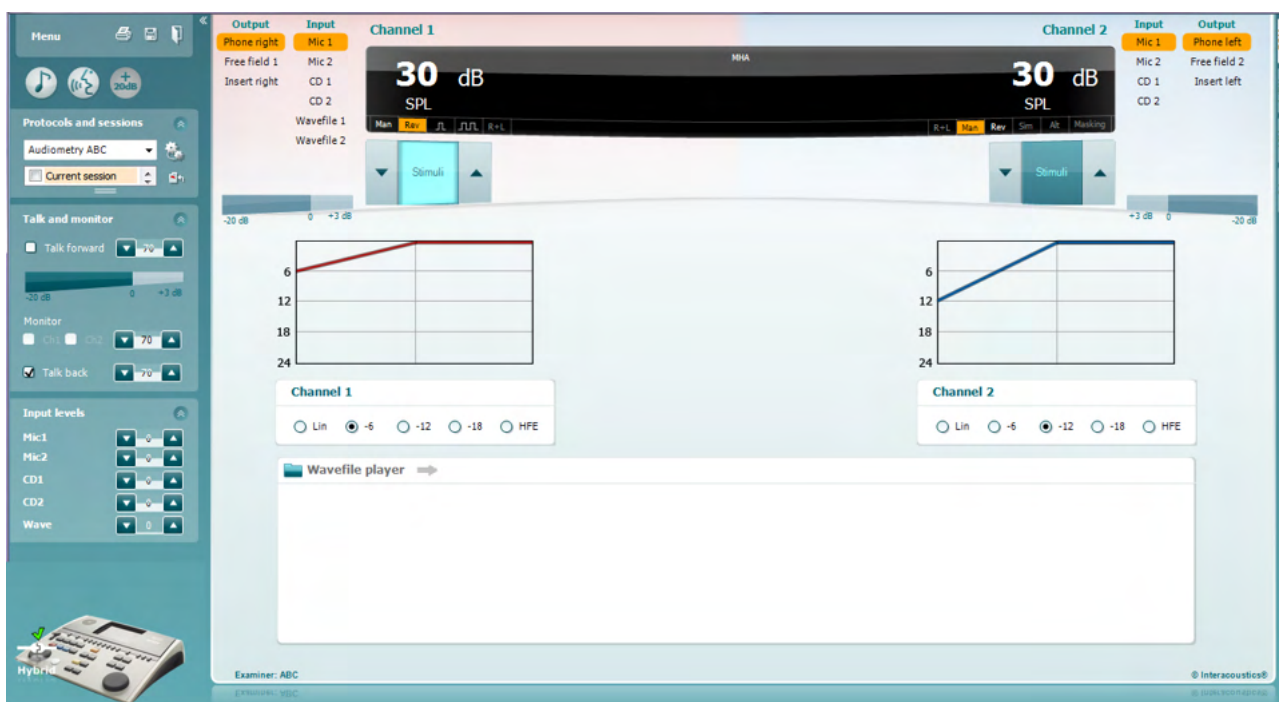 Menu
+
20dB
Protocols and sessions
Audiometry ABC
Current session
Talk and monitor
Talk forward 70
-20 dB 0 +3 dB
Monitor
Ch1 Ch2 70
Talk back 70
Input levels
Mic1 0
Mic2 0
CD1 0
CD2 0
Wave 0
Hybrid
Output Input
Phone right Mic 1
Free field 1 Mic 2
Insert right CD 1
CD 2
Wavefile 1
Wavefile 2
Channel 1
MHA
30 dB
SPL
Man Rev R+L
Stimuli
-20 dB 0 +3 dB
Channel 2
30 dB
SPL
R+L Man Rev Sim Alt Masking
Stimuli
Input Output
Mic 1 Phone left
Mic 2 Free field 2
CD 1 Insert left
CD 2
+3 dB 0 -20 dB
6
12
18
24
6
12
18
24
Channel 1
Lin -6 -12 -18 HFE
Channel 2
Lin -6 -12 -18 HFE
Wavefile player
Examiner: ABC
© Interacoustics®